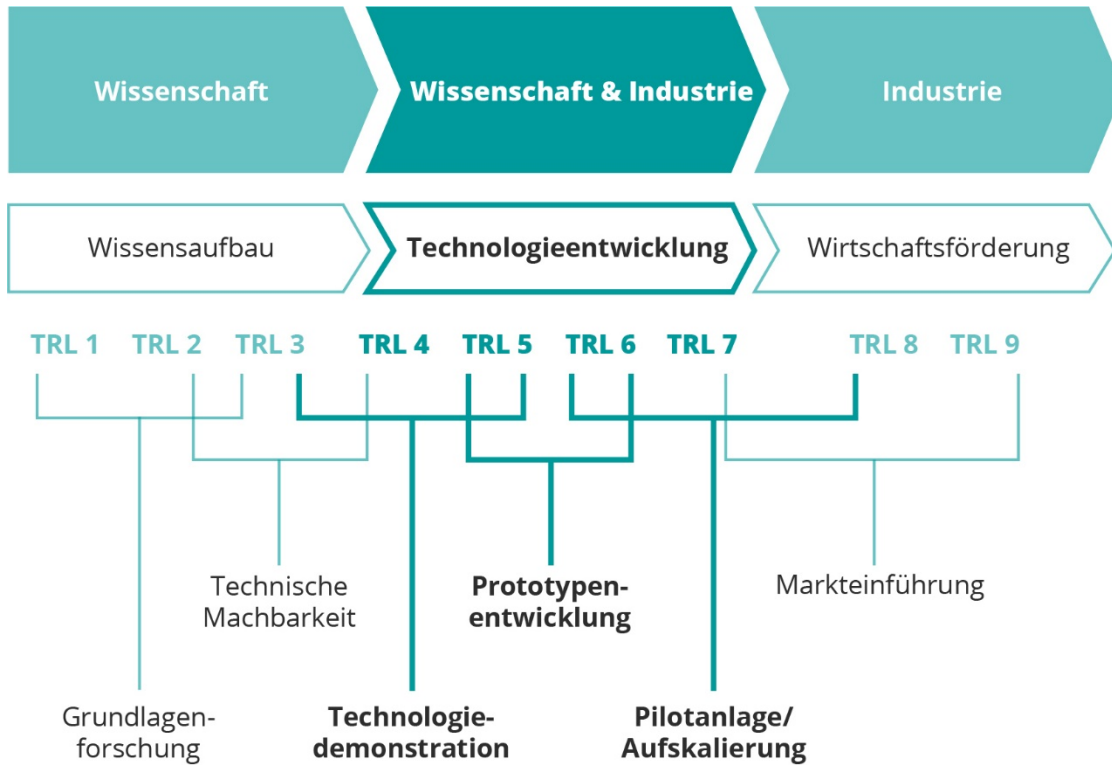 Wissenschaft
Wissenschaft & Industrie
Industrie
Wissensaufbau
Technologieentwicklung
Wirtschaftsförderung
TRL 1
TRL 2
TRL 3
TRL 4
TRL 5
TRL 6
TRL 7
TRL 8
TRL 9
Technische
Machbarkeit
Prototypen-
entwicklung
Markteinführung
Grundlagen-
forschung
Technologie-
demonstration
Pilotanlage/
Aufskalierung